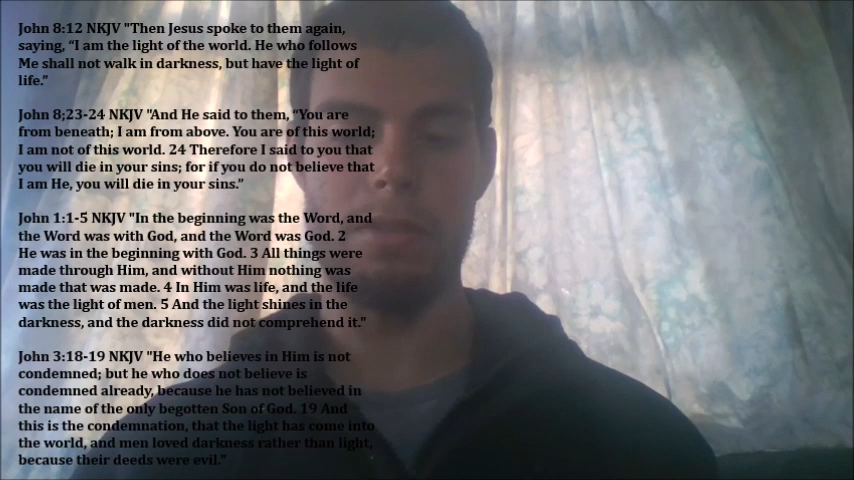 John 8:12 NKJV "Then Jesus spoke to them again,
saying, “I am the light of the world. He who follows
Me shall not walk in darkness, but have the light of
life.”
John 8;23-24 NKJV "And He said to them, “You are
from beneath; I am from above. You are of this world;
I am not of this world. 24 Therefore I said to you that
you will die in your sins; for if you do not believe that
I am He, you will die in your sins.”
John 1:1-5 NKJV "In the beginning was the Word, and
the Word was with God, and the Word was God. 2
He was in the beginning with God. 3 All things were
made through Him, and without Him nothing was
made that was made. 4 In Him was life, and the life
was the light of men. 5 And the light shines in the
darkness, and the darkness did not comprehend it."
John 3:18-19 NKJV "He who believes in Him is not
condemned; but he who does not believe is
condemned already, because he has not believed in
the name of the only begotten Son of God. 19 And
this is the condemnation, that the light has come into
the world, and men loved darkness rather than light,
because their deeds were evil."